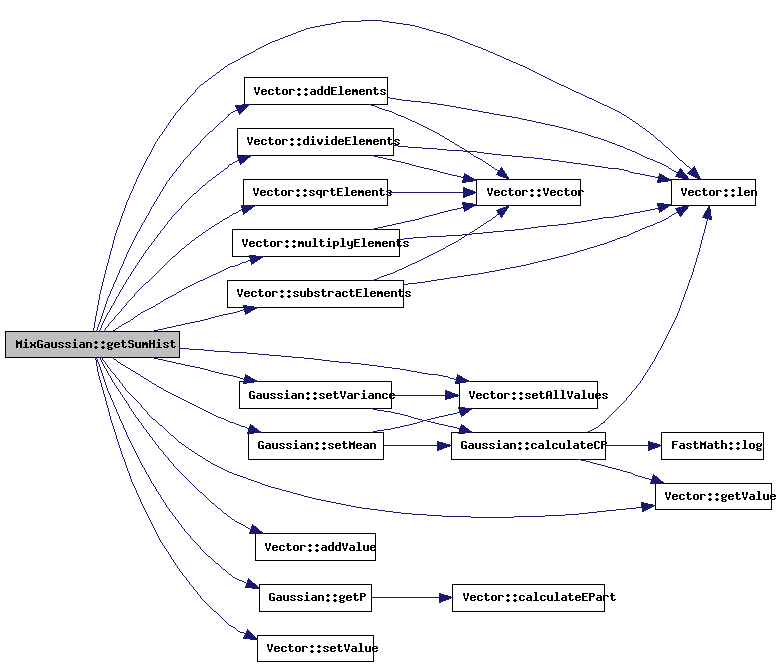 Vector::addElements
Vector::divideElements
Vector::sqrtElements
Vector::Vector
Vector::len
Vector::multiplyElements
Vector::substractElements
MixGaussian::getSumHist
Gaussian::setVariance
Vector::setAllValues
Gaussian::setMean
Gaussian::calculateCP
FastMath::log
Vector::getValue
Vector::addValue
Gaussian::getP
Vector::calculateEPart
Vector::setValue